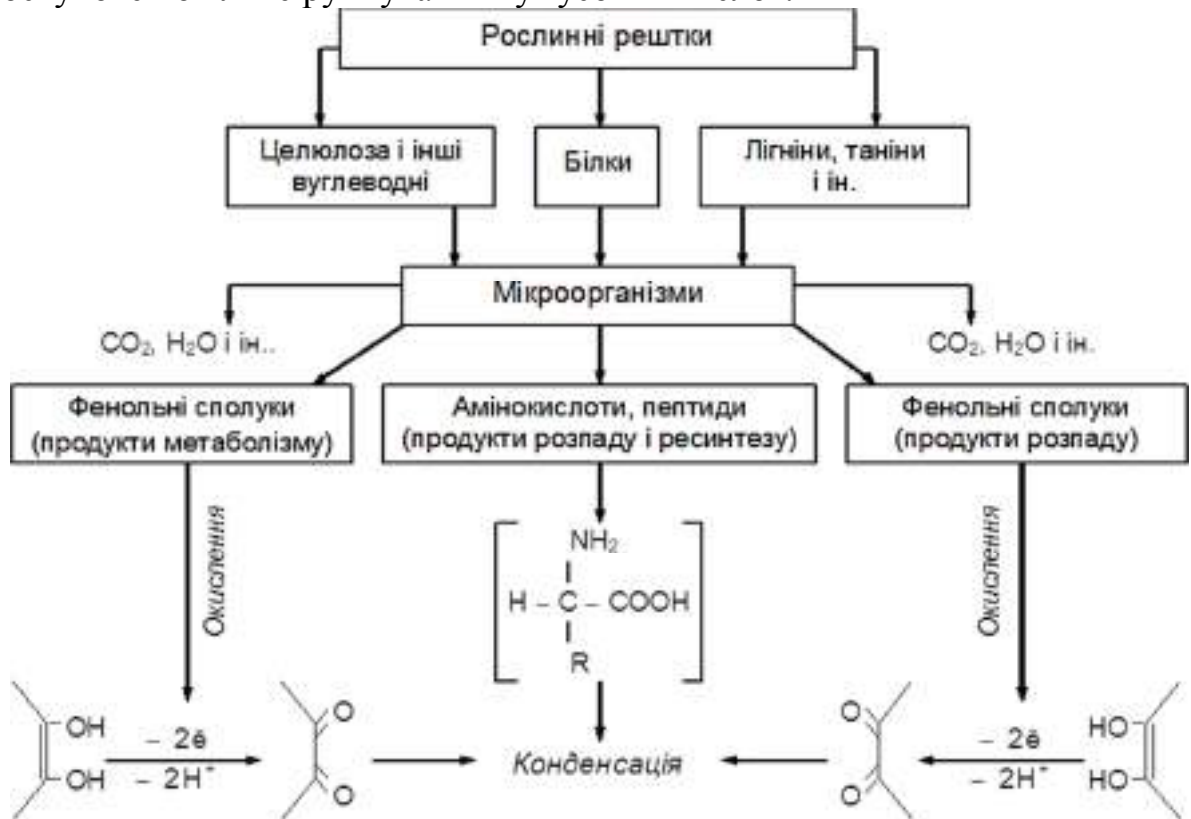 Рослинні рештки
Целюлоза і інші
вуглеводні
Білки
Лігніни, таніни
і ін.
Мікроорганізми
CO₂, H₂O і ін..
CO₂, H₂O і ін.
Фенольні сполуки
(продукти метаболізму)
Амінокислоти, пептиди
(продукти розпаду і ресинтезу)
Фенольні сполуки
(продукти розпаду)
Окислення
Окислення
NH₂
H – C – COOH
R
OH
OH
– 2ē
– 2H⁺
O
O
Конденсація
O
O
– 2ē
– 2H⁺
HO
HO